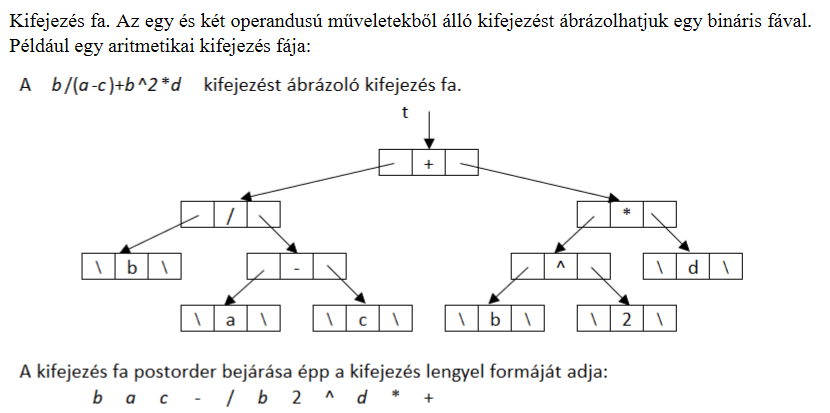 Kifejezés fa. Az egy és két operandusú műveletekből álló kifejezést ábrázolhatjuk egy bináris fával.
Például egy aritmetikai kifejezés fája:
A b/(a-c)+b^2*d kifejezést ábrázoló kifejezés fa.
t
+
/ *
\ b \ - ^ \ d \
\ a \ \ c \ \ b \ \ 2 \
A kifejezés fa postorder bejárása épp a kifejezés lengyel formáját adja:
b a c - / b 2 ^ d * +